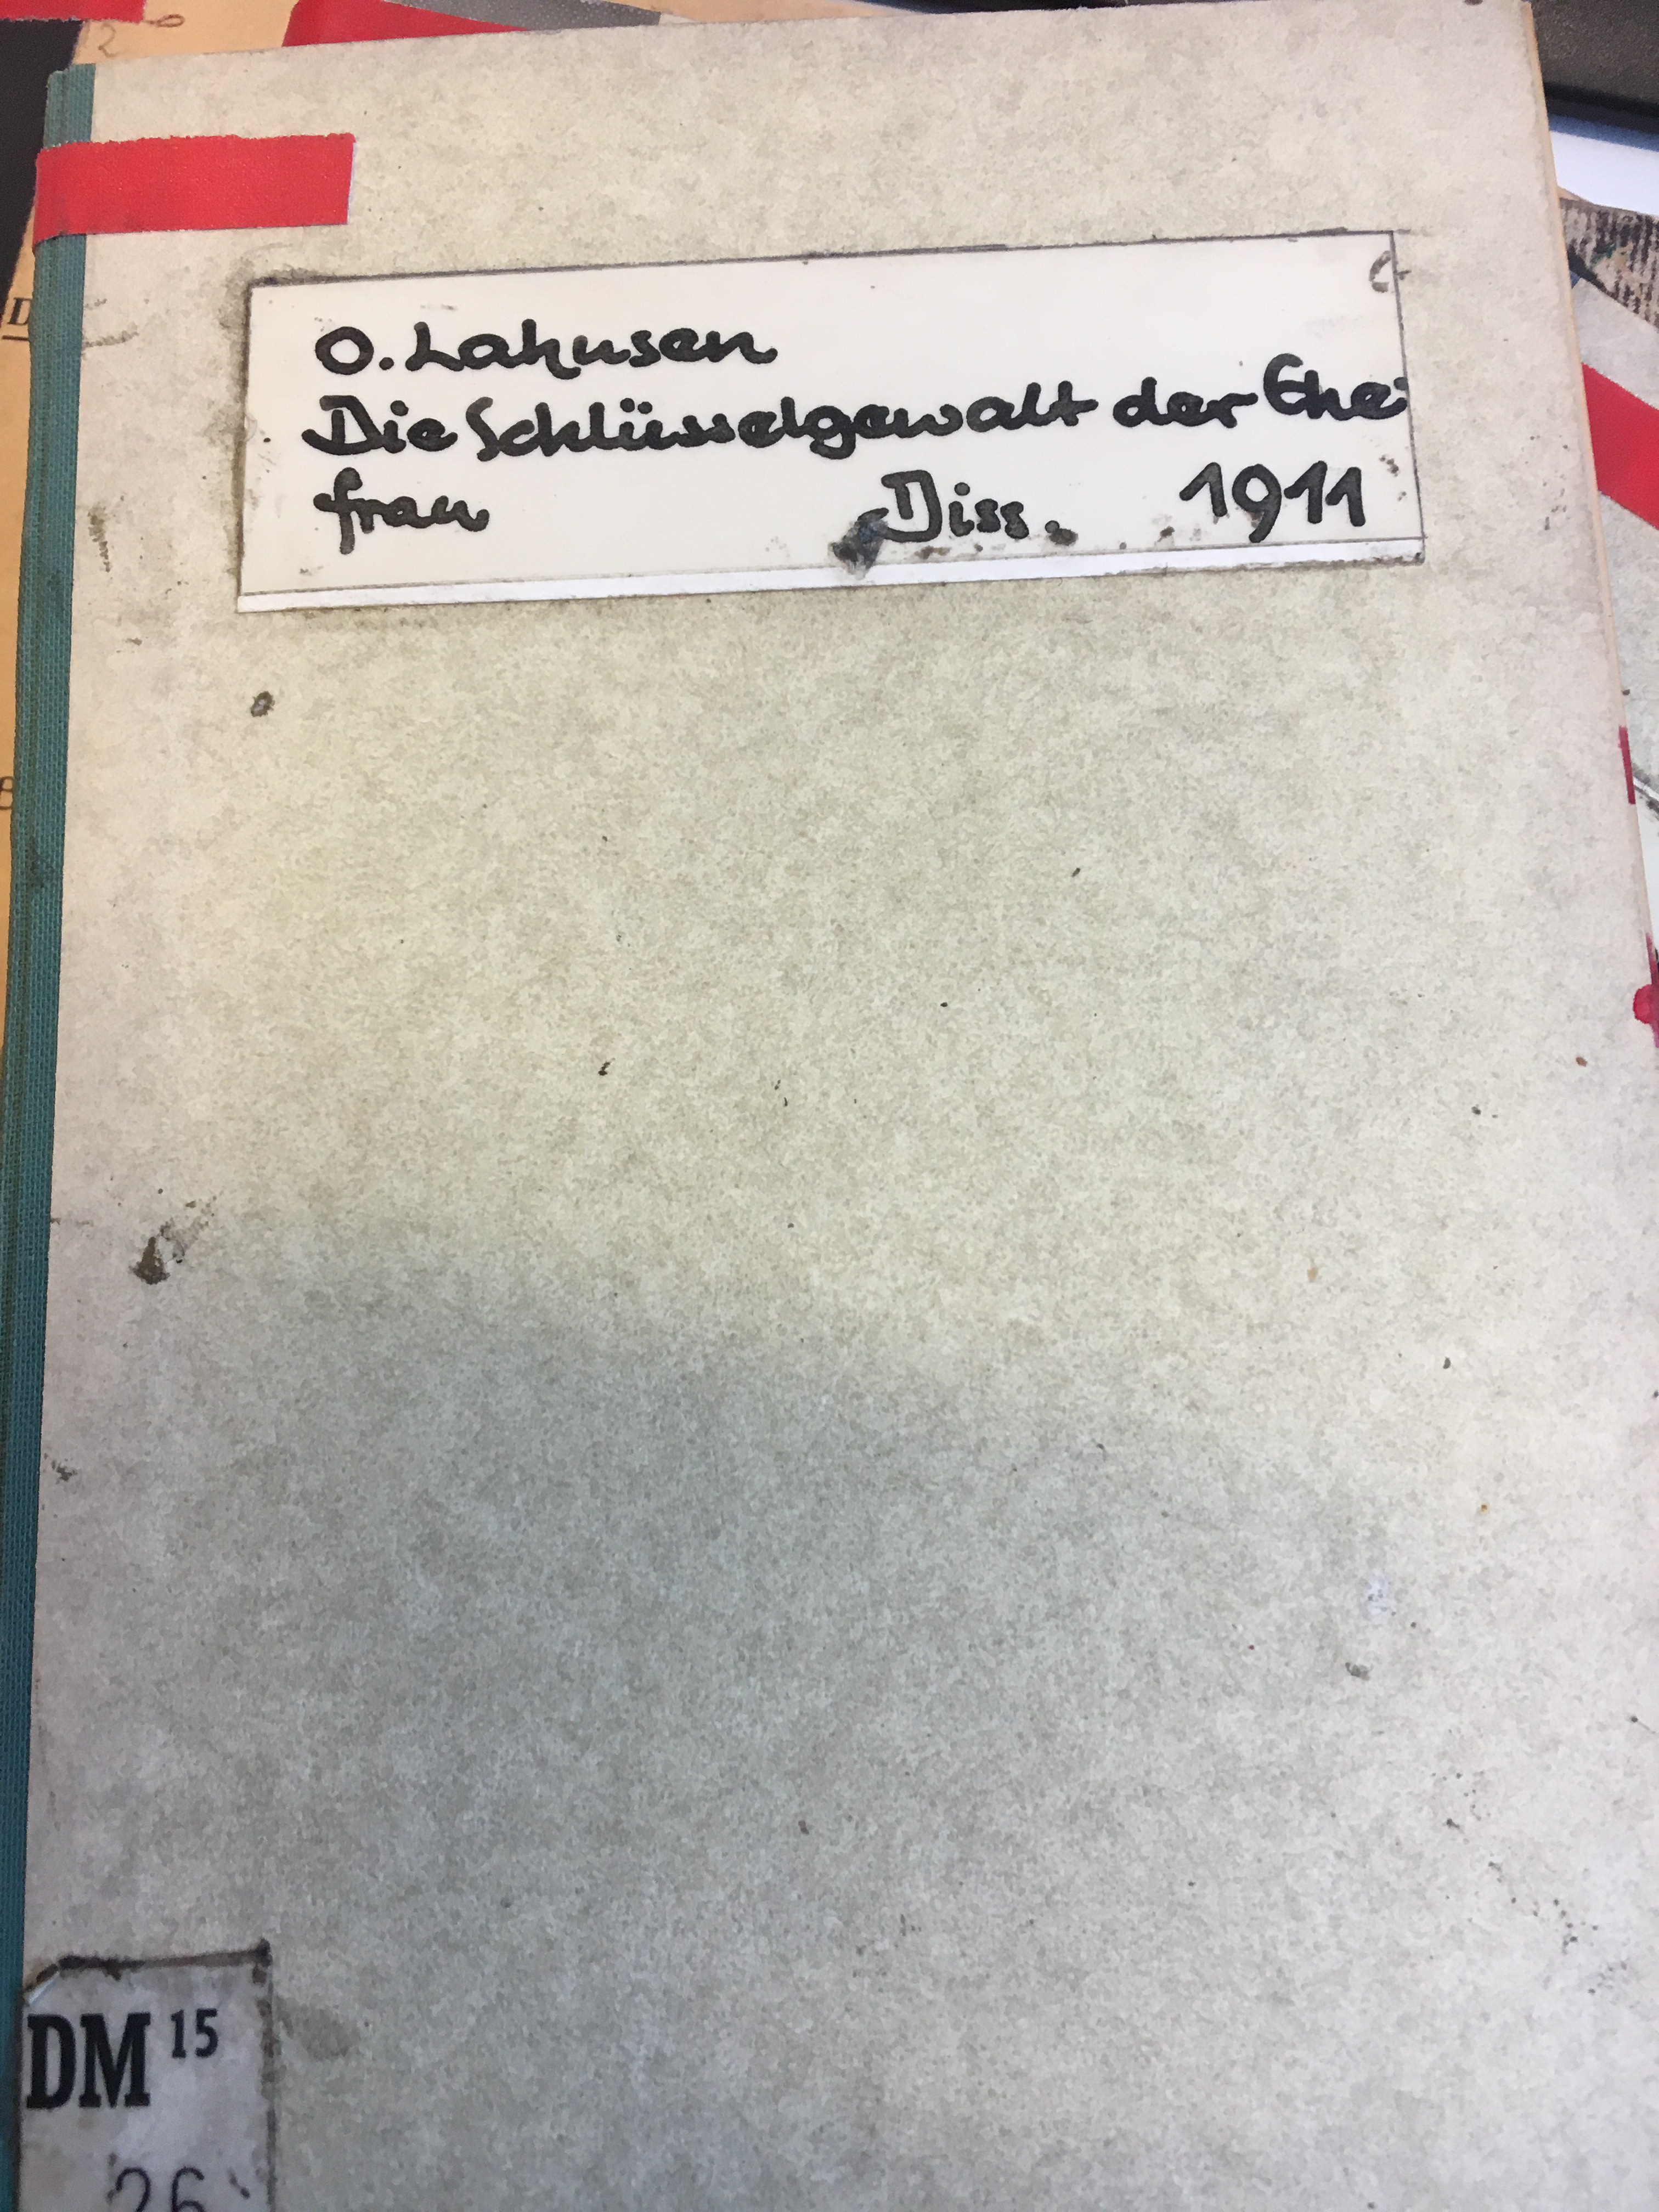 O. Lahusen
Die Schlüsselgewalt der Ehe-
frau Diss. 1911
DM 15
26